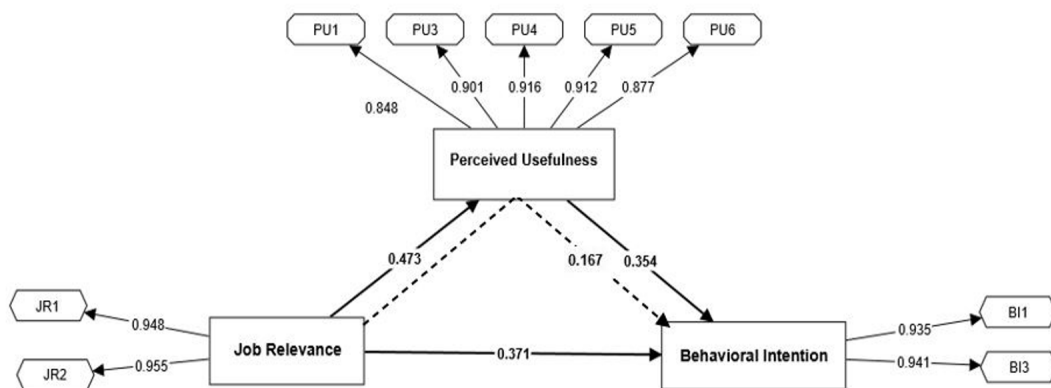 PU1 PU3 PU4 PU5 PU6
0.848 0.901 0.916 0.912 0.877
Perceived Usefulness
0.473 0.167 0.354
JR1
0.948
JR2
0.955
Job Relevance
0.371
Behavioral Intention
0.935
BI1
0.941
BI3